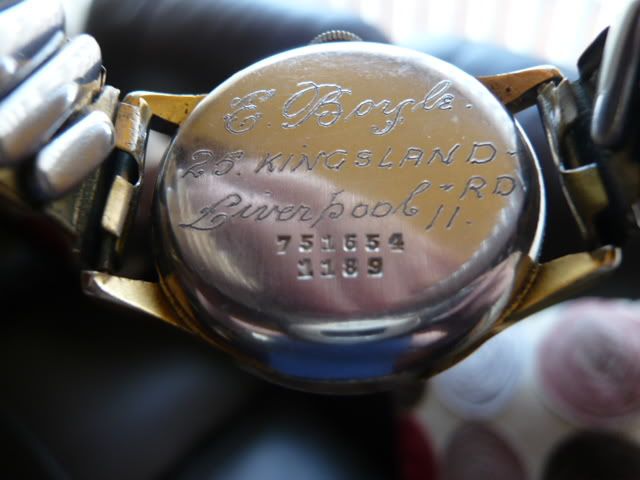 E. Boyle.
25. KINGSLAND-
Liverpool 11. -RD
751654
1189